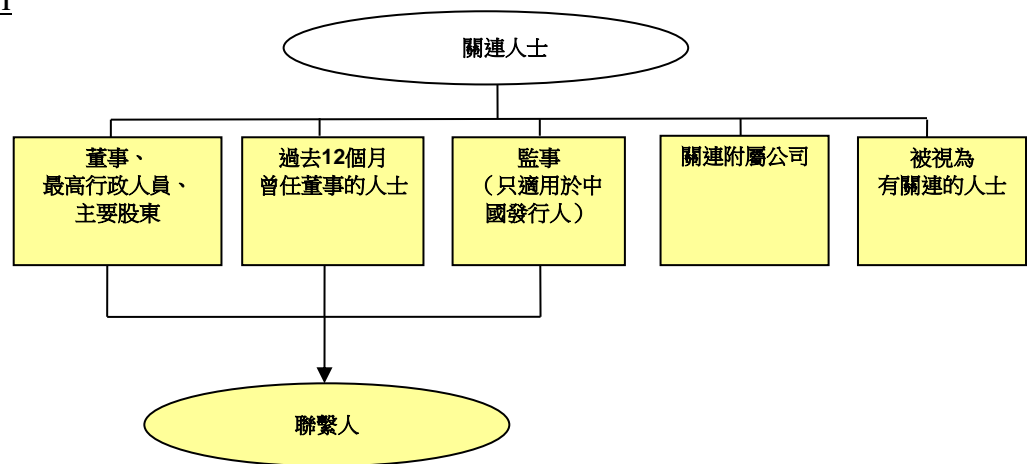 關連人士
董事、
最高行政人員、
主要股東
過去12個月
曾任董事的人士
監事
（只適用於中
國發行人）
關連附屬公司
被視為
有關連的人士
聯繫人